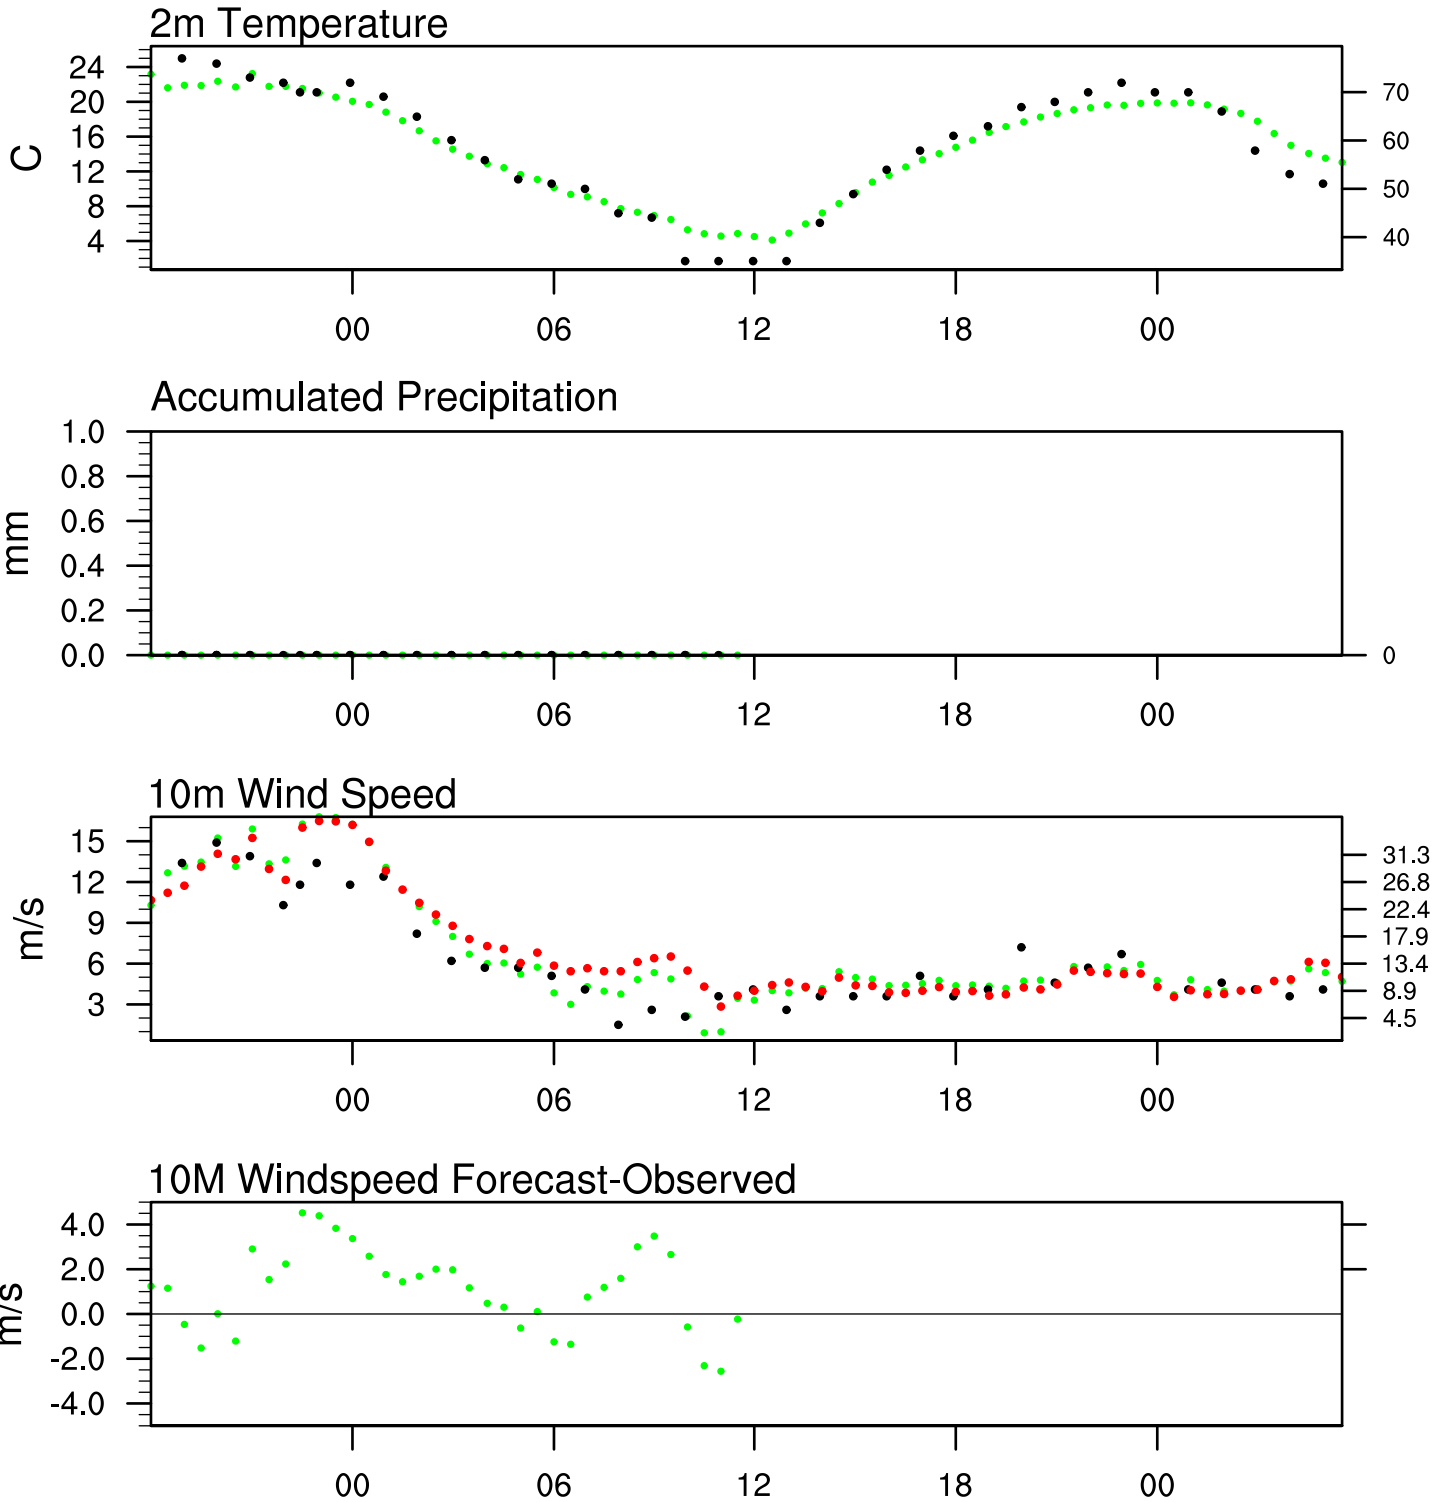 2m Temperature
24
20
16
12
8
4
C
70
60
50
40
00 06 12 18 00
Accumulated Precipitation
1.0
0.8
0.6
0.4
0.2
0.0
mm
0
00 06 12 18 00
10m Wind Speed
15
12
9
6
3
m/s
31.3
26.8
22.4
17.9
13.4
8.9
4.5
00 06 12 18 00
10M Windspeed Forecast-Observed
4.0
2.0
0.0
-2.0
-4.0
m/s
00 06 12 18 00